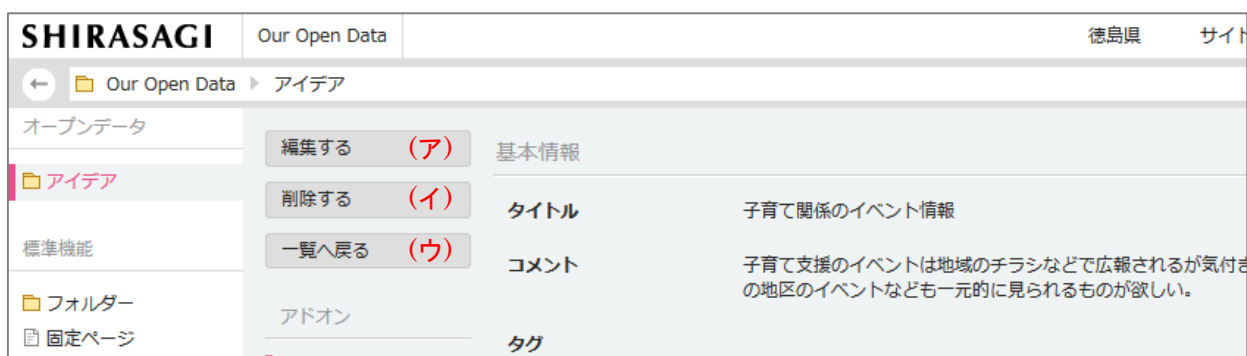 SHIRASAGI Our Open Data 徳島県 サイト
Our Open Data アイデア
オープンデータ
アイデア
標準機能
フォルダー
固定ページ
編集する (ア)
削除する (イ)
一覧へ戻る (ウ)
アドオン
基本情報
タイトル 子育て関係のイベント情報
コメント 子育て支援のイベントは地域のチラシなどで広報されるが気付き
の地区のイベントなども一元的に見られるものが欲しい。
タグ